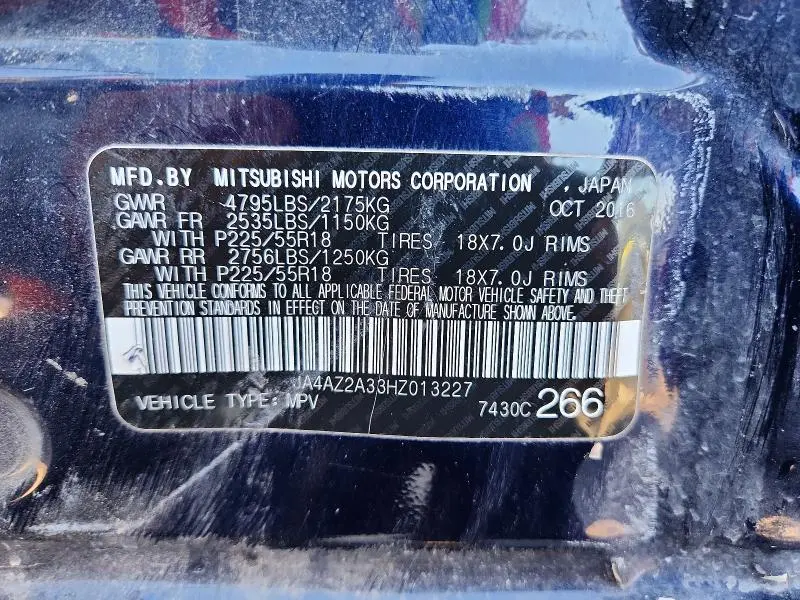 MFD.BY MITSUBISHI MOTORS CORPORATION , JAPAN
GWWR 4795LBS/2175KG OCT 2016
GAWR FR 2535LBS/1150KG
WITH P225/55R18 TIRES 18X7.0J RIMS
GAWR RR 2756LBS/1250KG
WITH P225/55R18 TIRES 18X7.0J RIMS
THIS VEHICLE CONFORMS TO ALL APPLICABLE FEDERAL MOTOR VEHICLE SAFETY AND THEFT
PREVENTION STANDARDS IN EFFECT ON THE DATE OF MANUFACTURE SHOWN ABOVE.
JA4AZ2A33HZ013227
VEHICLE TYPE: MPV 7430C 266